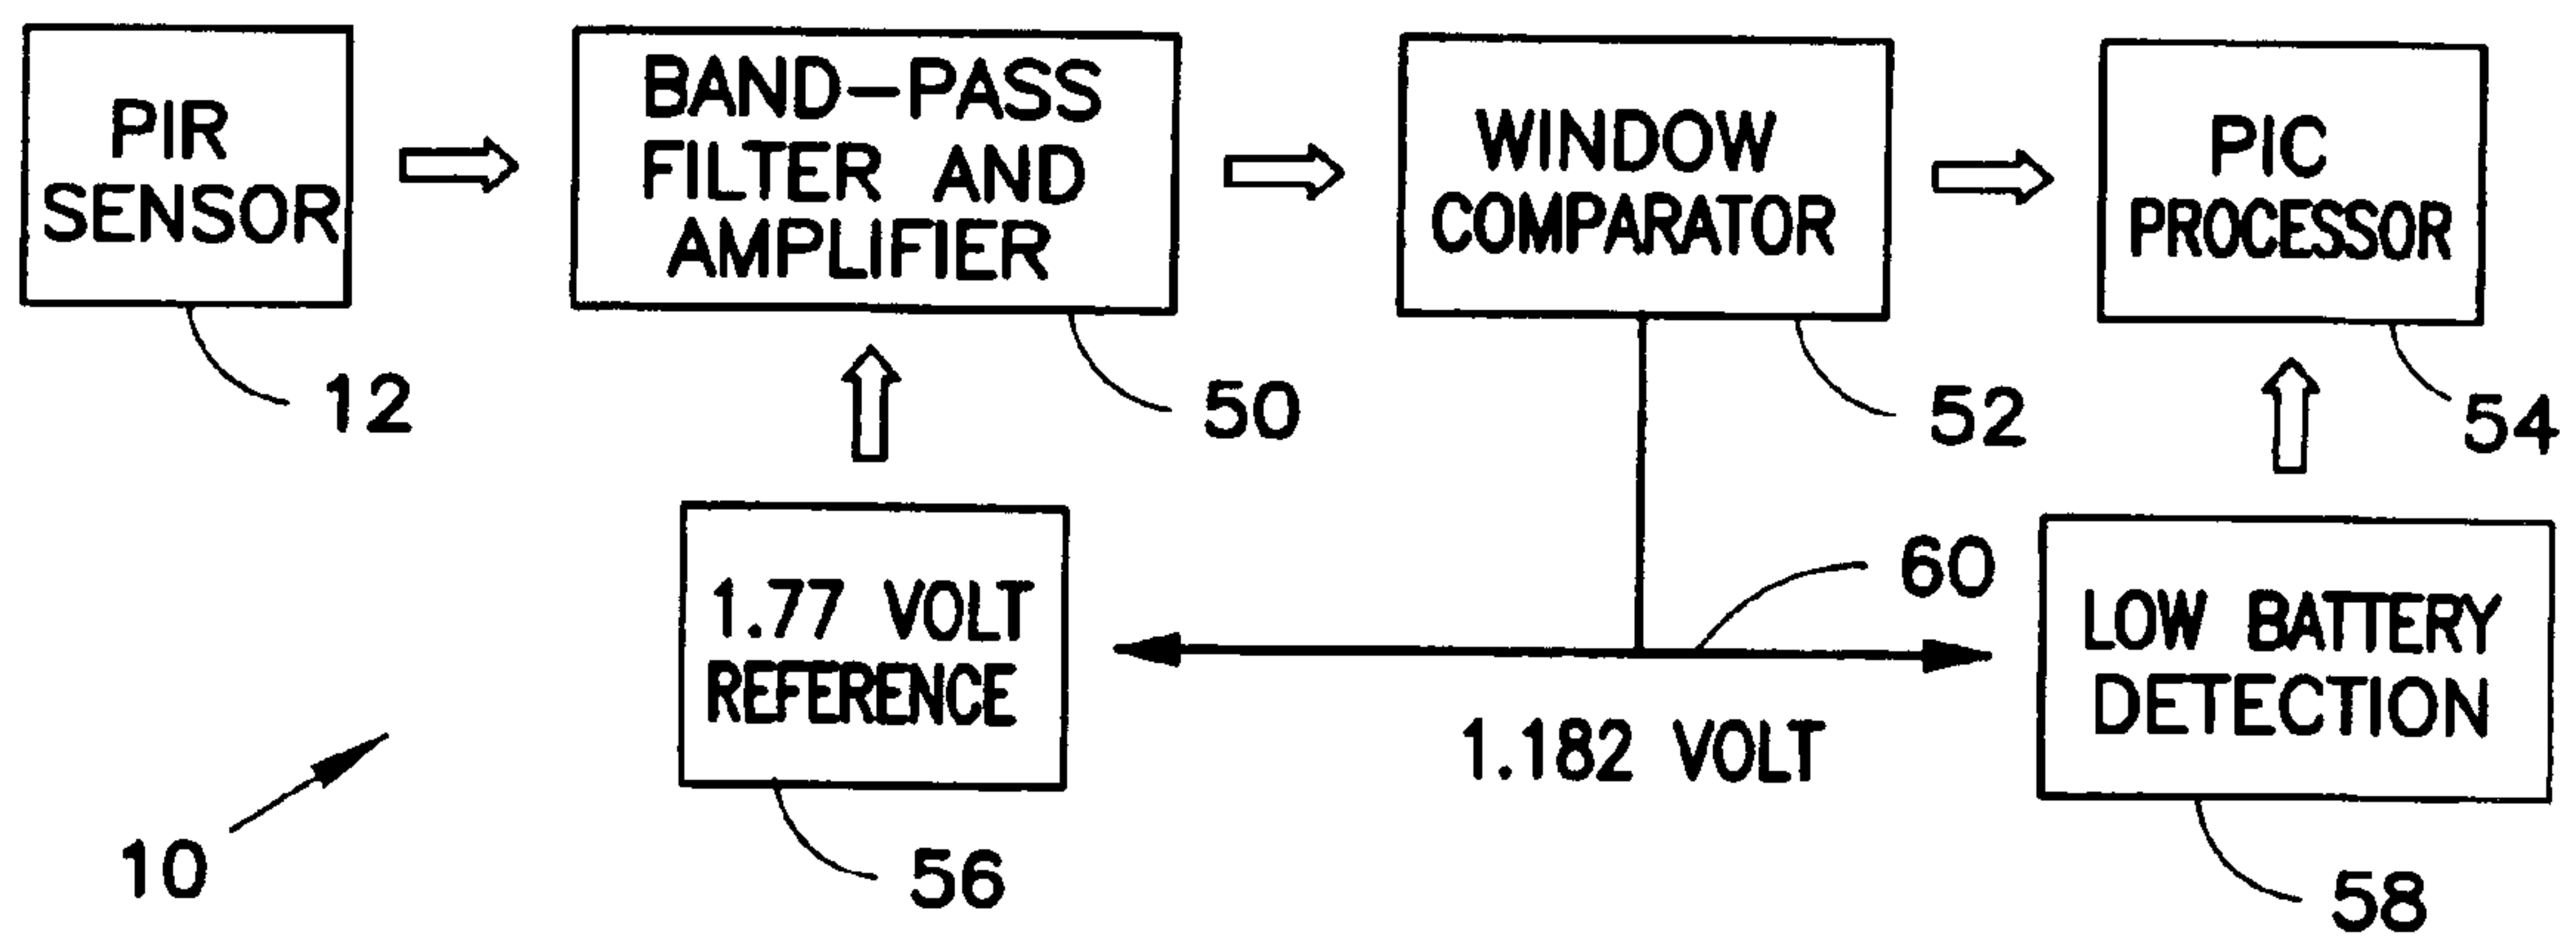 PIR
SENSOR
BAND-PASS
FILTER AND
AMPLIFIER
WINDOW
COMPARATOR
PIC
PROCESSOR
12
50
52
54
1.77 VOLT
REFERENCE
60
LOW BATTERY
DETECTION
1.182 VOLT
10
56
58